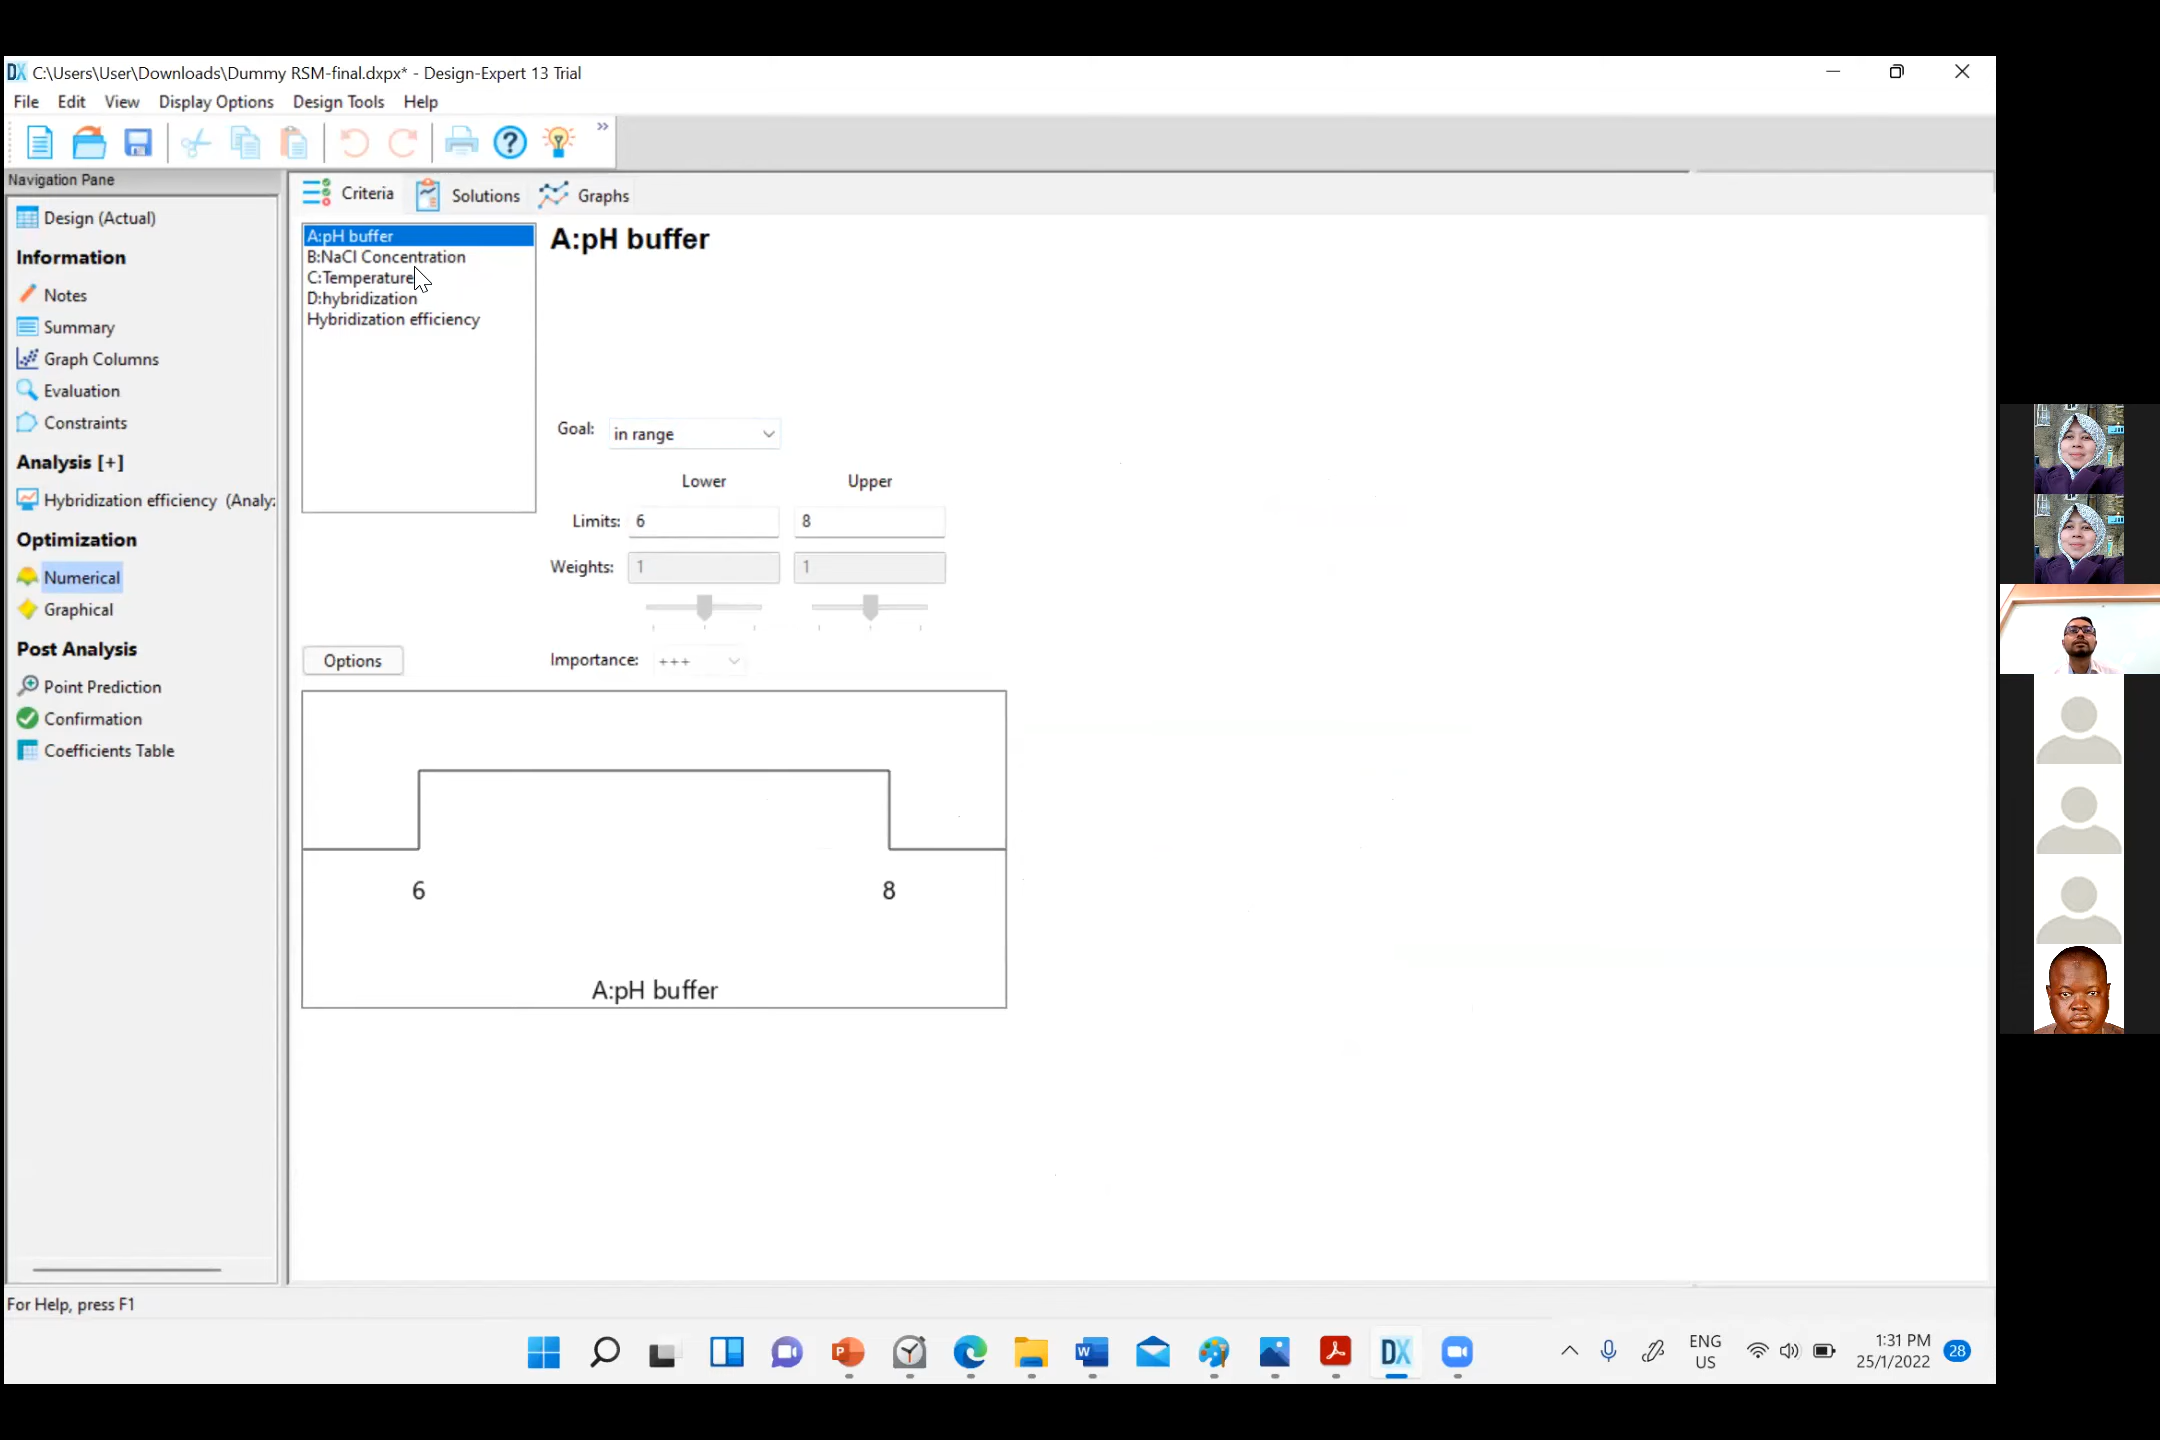 C:\Users\User\Downloads\Dummy RSM-final.dxpx* - Design-Expert 13 Trial
File Edit View Display Options Design Tools Help
Navigation Pane
Design (Actual)
Information
Notes
Summary
Graph Columns
Evaluation
Constraints
Analysis [+]
Hybridization efficiency (Analy
Optimization
Numerical
Graphical
Post Analysis
Point Prediction
Confirmation
Coefficients Table
Criteria Solutions Graphs
A:pH buffer
B:NaCl Concentration
C:Temperature
D:hybridization
Hybridization efficiency
A:pH buffer
Goal: in range
Lower Upper
Limits: 6 8
Weights: 1 1
Options
Importance: +++
6 8
A:pH buffer
For Help, press F1
ENG
US
1:31 PM
25/1/2022
28